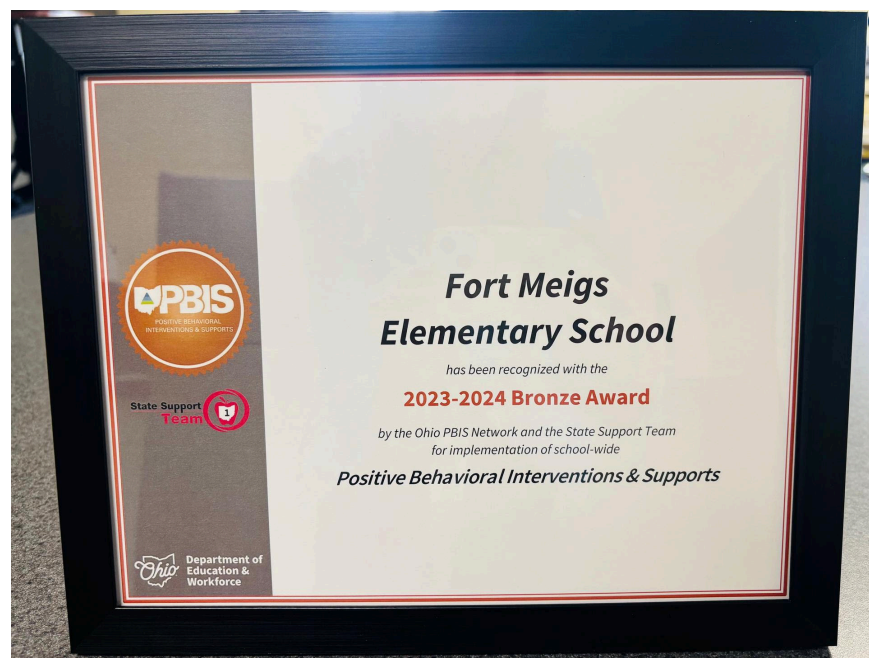 PBIS
POSITIVE BEHAVIORAL
INTERVENTIONS & SUPPORTS
State Support
Team
1
Ohio
Department of
Education &
Workforce
Fort Meigs
Elementary School
has been recognized with the
2023-2024 Bronze Award
by the Ohio PBIS Network and the State Support Team
for implementation of school-wide
Positive Behavioral Interventions & Supports